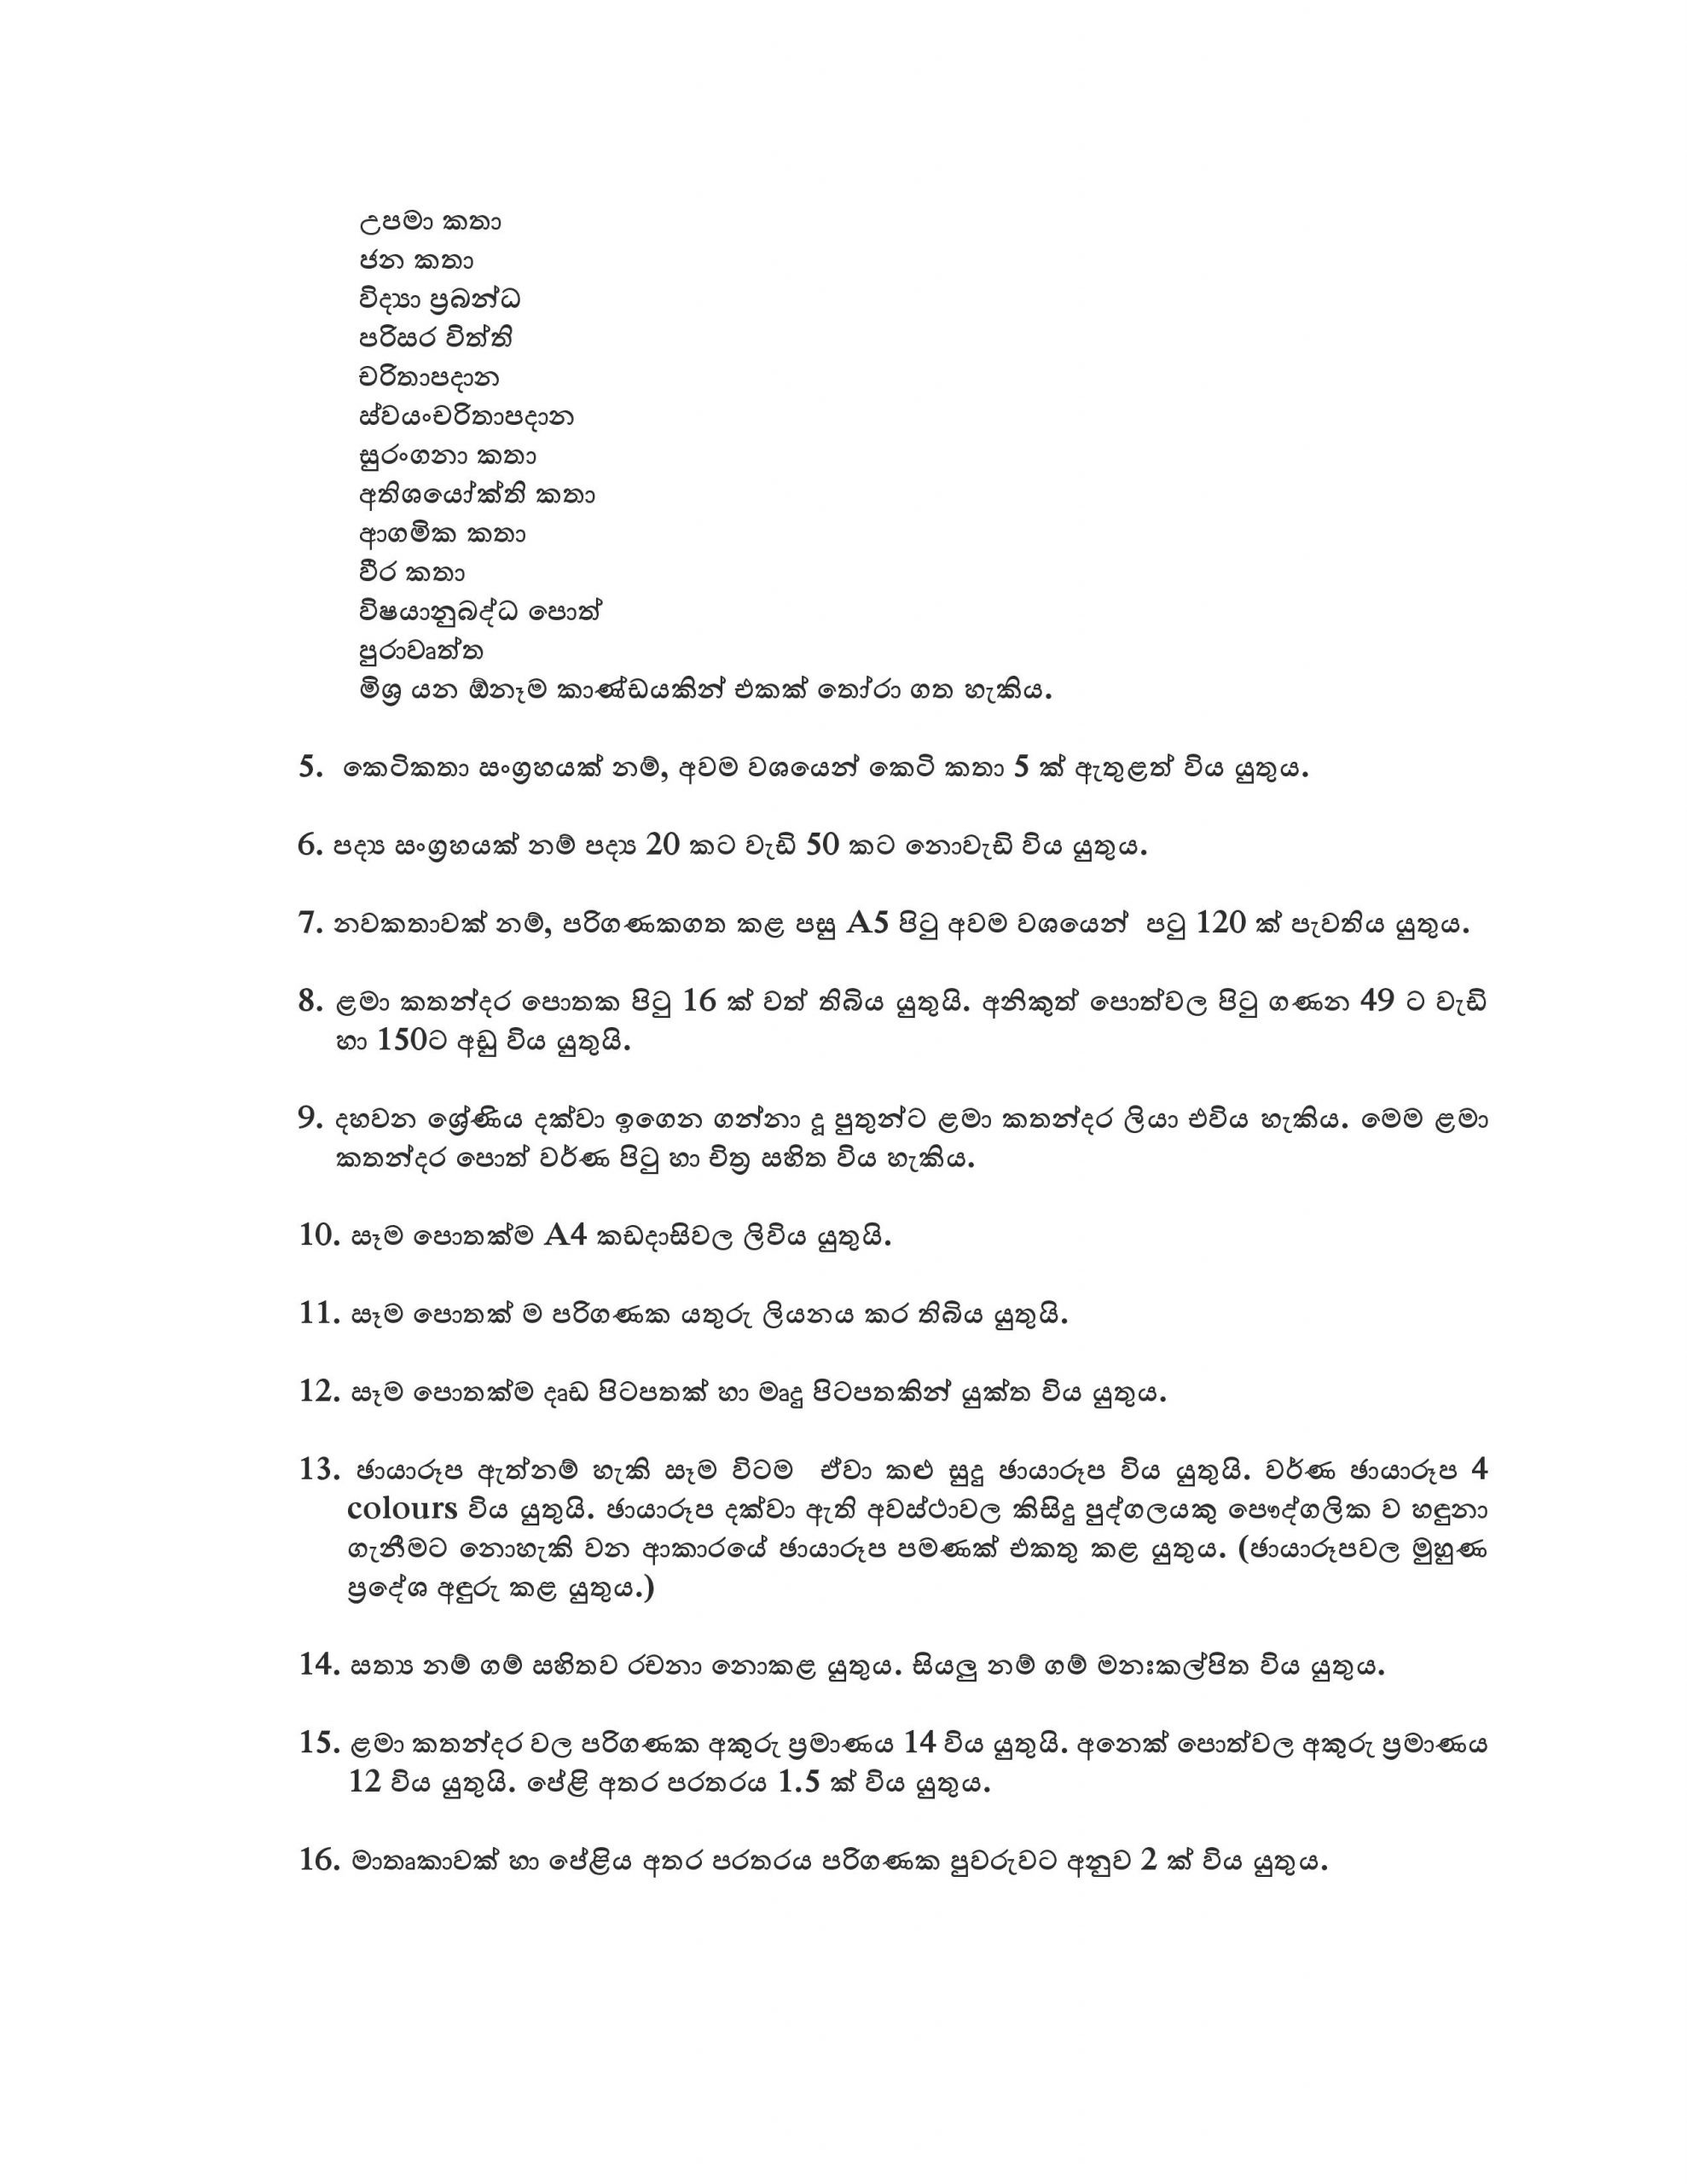 උපමා කතා
ජන කතා
විද්‍යා ප්‍රබන්ධ
පරිසර විත්ති
චරිතාපදාන
ස්වයංචරිතාපදාන
සුරංගනා කතා
අතිශයෝක්ති කතා
ආගමික කතා
වීර කතා
විෂයානුබද්ධ පොත්
පුරාවෘත්ත
මිශ්‍ර යන ඕනෑම කාණ්ඩයකින් එකක් තෝරා ගත හැකිය.
5. කෙටිකතා සංග්‍රහයක් නම්, අවම වශයෙන් කෙටි කතා 5 ක් ඇතුළත් විය යුතුය.
6. පද්‍ය සංග්‍රහයක් නම් පද්‍ය 20 කට වැඩි 50 කට නොවැඩි විය යුතුය.
7. නවකතාවක් නම්, පරිගණකගත කළ පසු A5 පිටු අවම වශයෙන් පටු 120 ක් පැවතිය යුතුය.
8. ළමා කතන්දර පොතක පිටු 16 ක් වත් තිබිය යුතුයි. අනිකුත් පොත්වල පිටු ගණන 49 ට වැඩි
හා 150ට අඩු විය යුතුයි.
9. දහවන ශ්‍රේණිය දක්වා ඉගෙන ගන්නා දූ පුතුන්ට ළමා කතන්දර ලියා එවිය හැකිය. මෙම ළමා
කතන්දර පොත් වර්ණ පිටු හා චිත්‍ර සහිත විය හැකිය.
10. සෑම පොතක්ම A4 කඩදාසිවල ලිවිය යුතුයි.
11. සෑම පොතක් ම පරිගණක යතුරු ලියනය කර තිබිය යුතුයි.
12. සෑම පොතක්ම දෘඩ පිටපතක් හා මෘදු පිටපතකින් යුක්ත විය යුතුය.
13. ඡායාරූප ඇත්නම් හැකි සෑම විටම ඒවා කළු සුදු ඡායාරූප විය යුතුයි. වර්ණ ඡායාරූප 4
colours විය යුතුයි. ඡායාරූප දක්වා ඇති අවස්ථාවල කිසිදු පුද්ගලයකු පෞද්ගලික ව හඳුනා
ගැනීමට නොහැකි වන ආකාරයේ ඡායාරූප පමණක් එකතු කළ යුතුය. (ඡායාරූපවල මුහුණ
ප්‍රදේශ අඳුරු කළ යුතුය.)
14. සත්‍ය නම් ගම් සහිතව රචනා නොකළ යුතුය. සියලු නම් ගම් මනඃකල්පිත විය යුතුය.
15. ළමා කතන්දර වල පරිගණක අකුරු ප්‍රමාණය 14 විය යුතුයි. අනෙක් පොත්වල අකුරු ප්‍රමාණය
12 විය යුතුයි. පේළි අතර පරතරය 1.5 ක් විය යුතුය.
16. මාතෘකාවක් හා පේළිය අතර පරතරය පරිගණක පුවරුවට අනුව 2 ක් විය යුතුය.